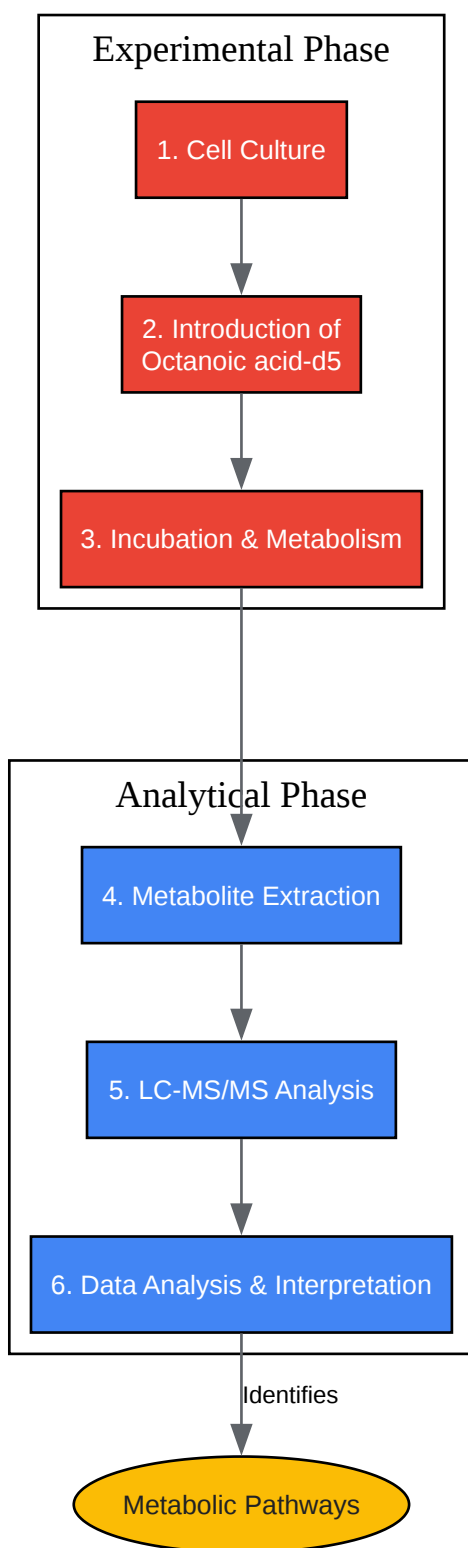 Experimental Phase
1. Cell Culture
2. Introduction of
Octanoic acid-d5
3. Incubation & Metabolism
Analytical Phase
4. Metabolite Extraction
5. LC-MS/MS Analysis
6. Data Analysis & Interpretation
Identifies
Metabolic Pathways